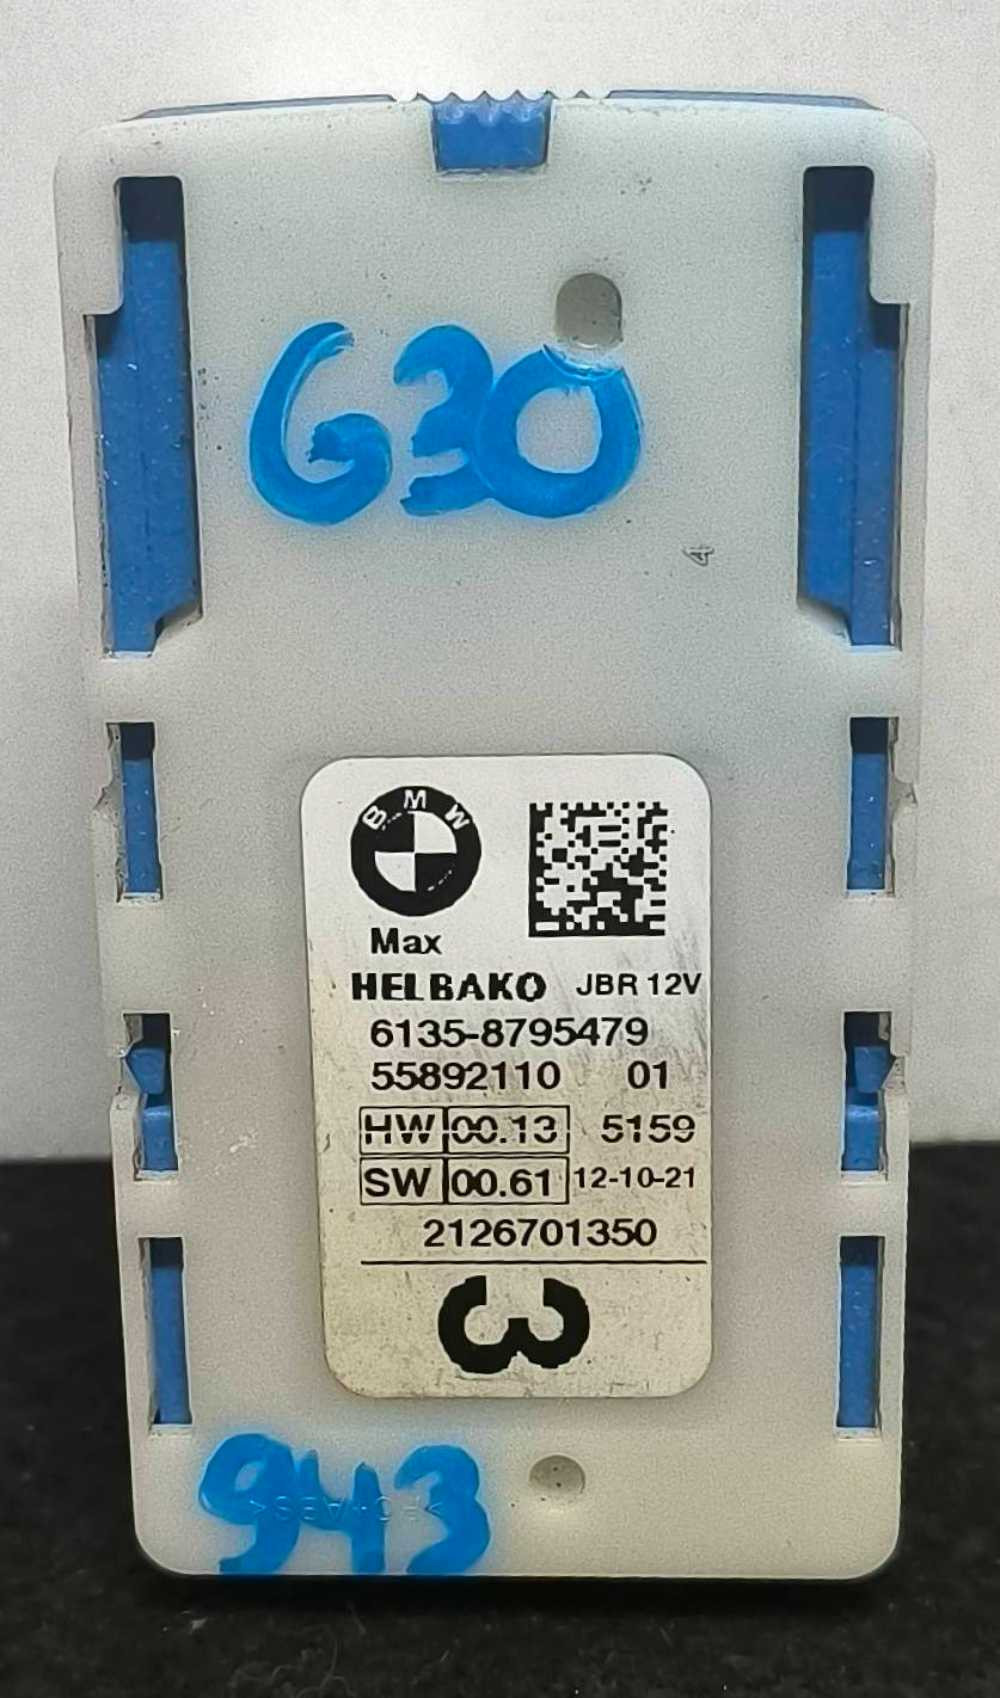 G30
BMW
Max
HELBAKO JBR 12V
6135-8795479
55892110 01
HW 00.13 5159
SW 00.61 12-10-21
2126701350
3
943